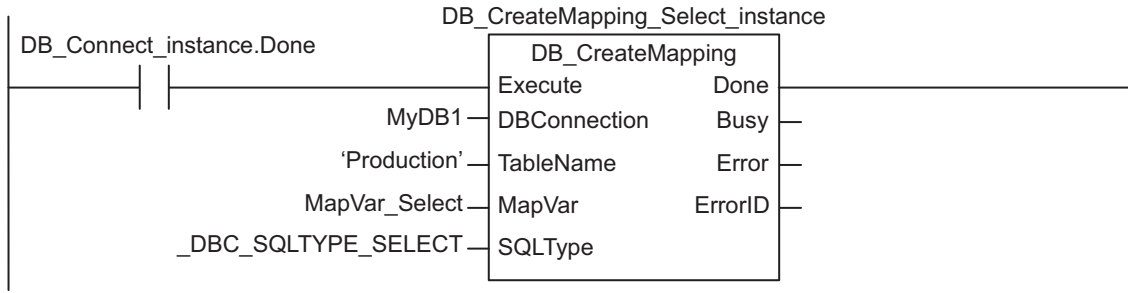 DB_CreateMapping_Select_instance
DB_Connect_instance.Done
DB_CreateMapping
Execute Done
MyDB1 DBConnection Busy
‘Production’ TableName Error
MapVar_Select MapVar ErrorID
_DBC_SQLTYPE_SELECT SQLType